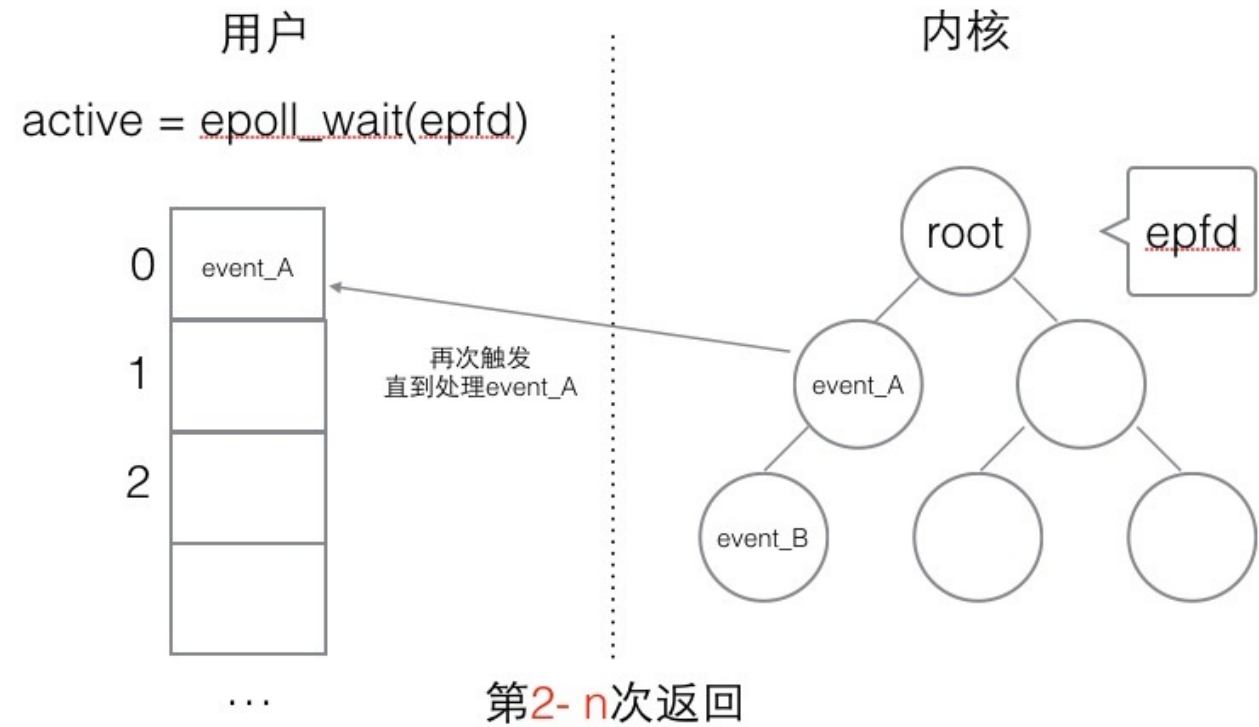 用户
内核
active = epoll_wait(epfd)
root
epfd
0
event_A
1
再次触发
直到处理event_A
event_A
2
event_B
...
第2- n次返回